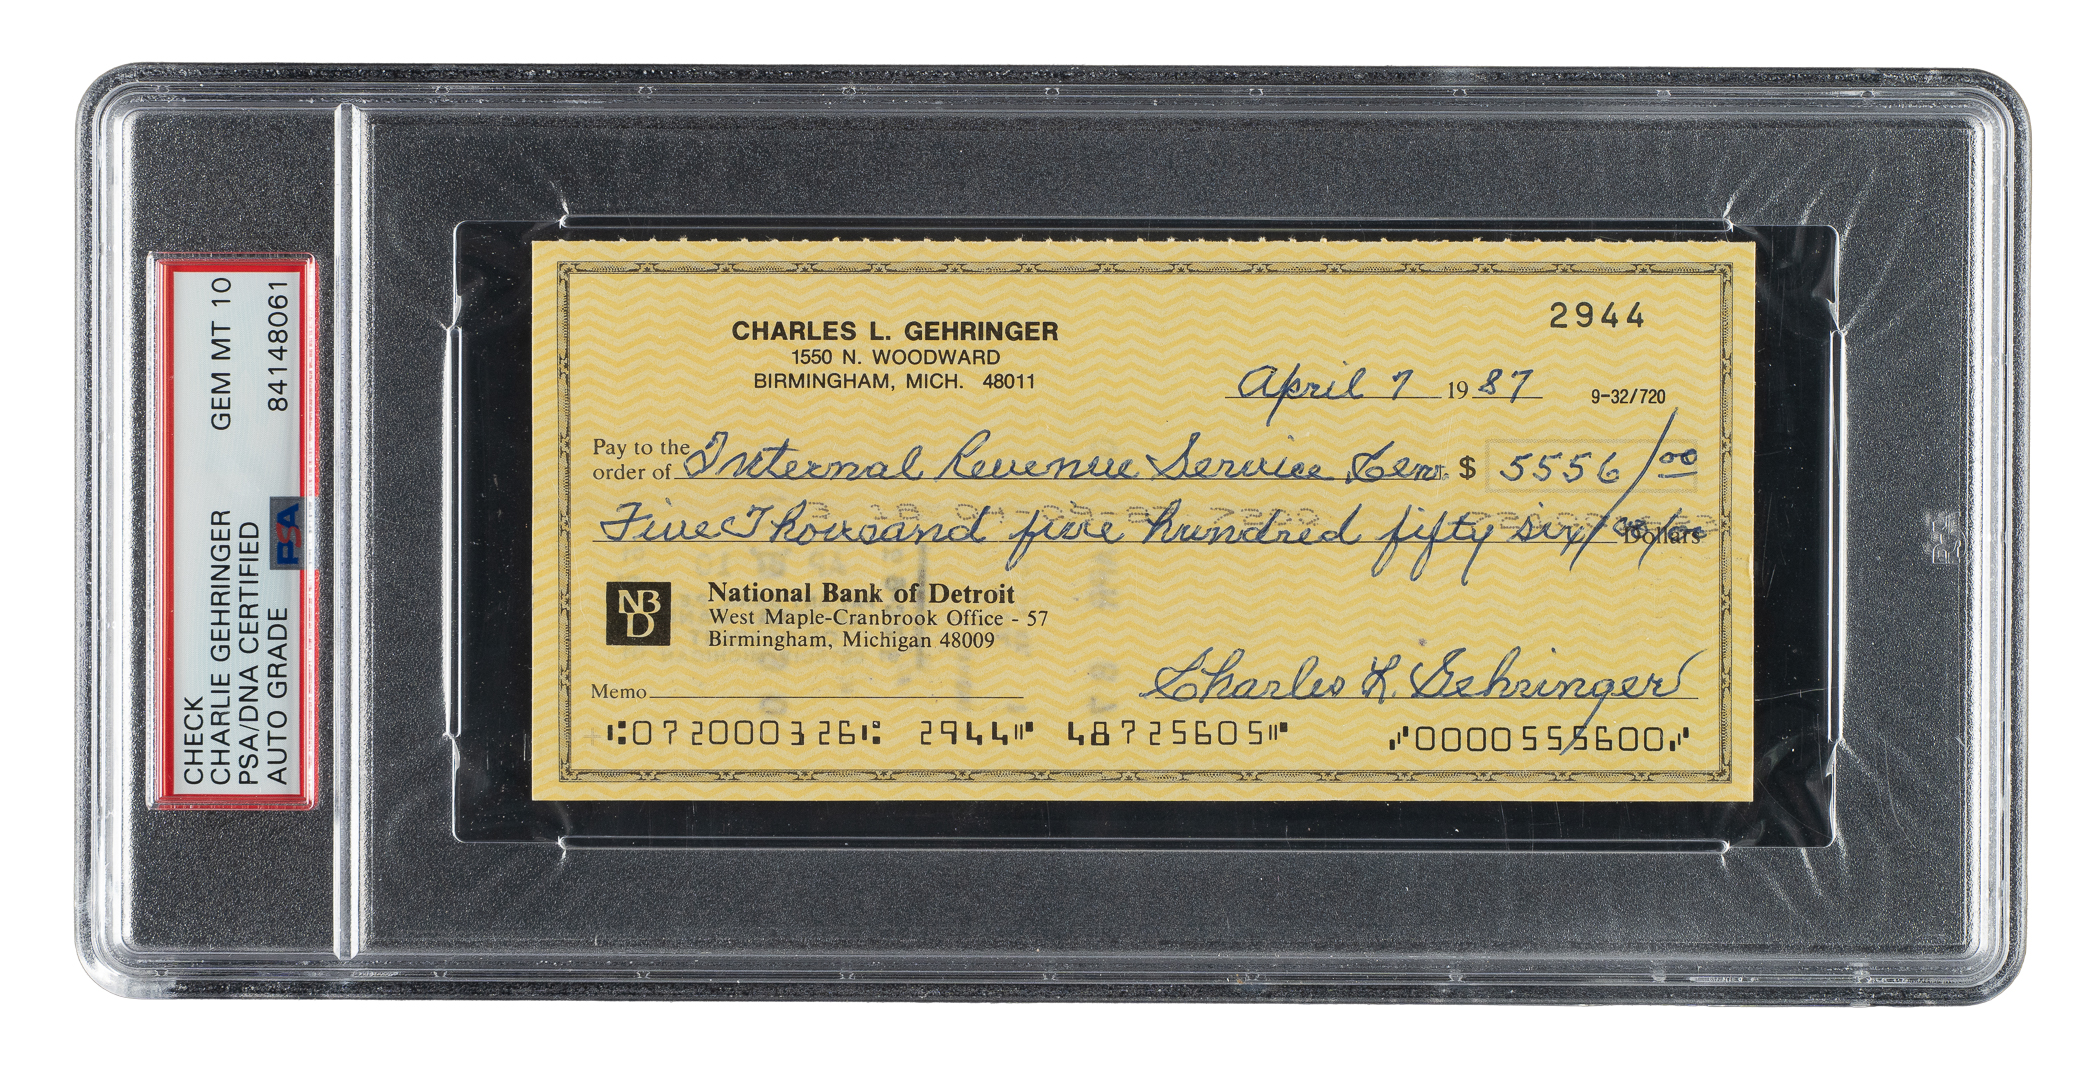 CHECK GEM MT 10
CHARLIE GEHRINGER
PSA/DNA CERTIFIED
AUTO GRADE 84148061
PSA
2944
CHARLES L. GEHRINGER
1550 N. WOODWARD
BIRMINGHAM, MICH. 48011
April 7 19 87 9-32/720
Pay to the
order of Internal Revenue Service Cent. $ 5556/00
Five Thousand five hundred fifty six/ 00/00 Dollars
NBD
National Bank of Detroit
West Maple-Cranbrook Office - 57
Birmingham, Michigan 48009
Charles L. Gehringer
Memo
⑆072000326⑆ 2944⑈ 48725605⑈ ⑇0000555600⑇